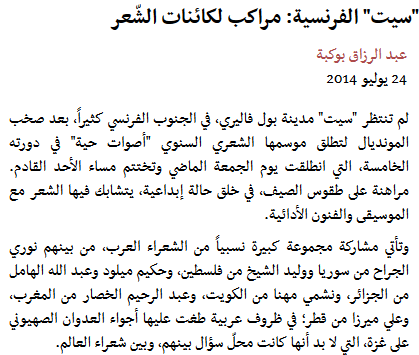 "سيت" الفرنسية: مراكب لكائنات الشّعر
عبد الرزاق بوكبة
24 يوليو 2014
لم تنتظر "سيت" مدينة بول فاليري، في الجنوب الفرنسي كثيراً، بعد صخب
المونديال لتطلق موسمها الشعري السنوي "أصوات حية" في دورته
الخامسة، التي انطلقت يوم الجمعة الماضي وتختتم مساء الأحد القادم.
مراهنة على طقوس الصيف، في خلق حالة إبداعية، يتشابك فيها الشعر مع
الموسيقى والفنون الأدائية.
وتأتي مشاركة مجموعة كبيرة نسبياً من الشعراء العرب، من بينهم نوري
الجراح من سوريا ووليد الشيخ من فلسطين، وحكيم ميلود وعبد الله الهامل
من الجزائر، ونشمي مهنا من الكويت، وعبد الرحيم الخصار من المغرب،
وعلي ميرزا من قطر؛ في ظروف عربية طغت عليها أجواء العدوان الصهيوني
على غزة، التي لا بد أنها كانت محلّ سؤال بينهم، وبين شعراء العالم.